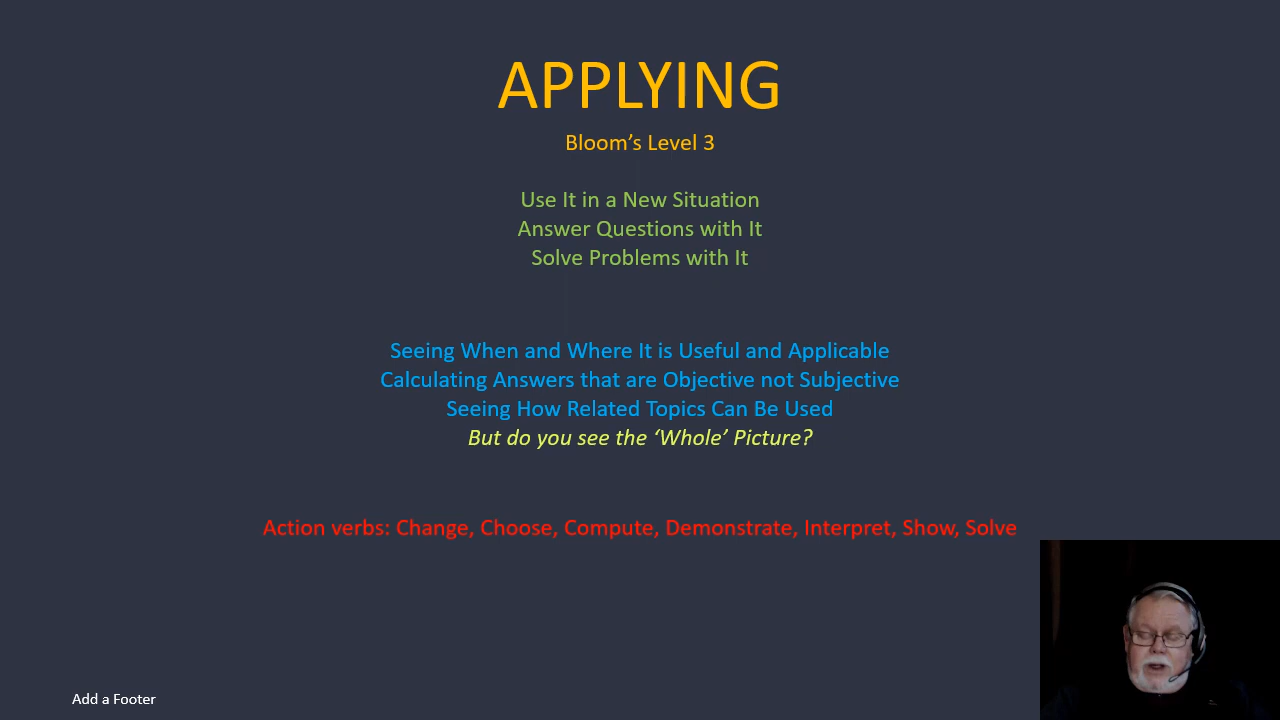 APPLYING
Bloom’s Level 3
Use It in a New Situation
Answer Questions with It
Solve Problems with It
Seeing When and Where It is Useful and Applicable
Calculating Answers that are Objective not Subjective
Seeing How Related Topics Can Be Used
But do you see the ‘Whole’ Picture?
Action verbs: Change, Choose, Compute, Demonstrate, Interpret, Show, Solve
Add a Footer